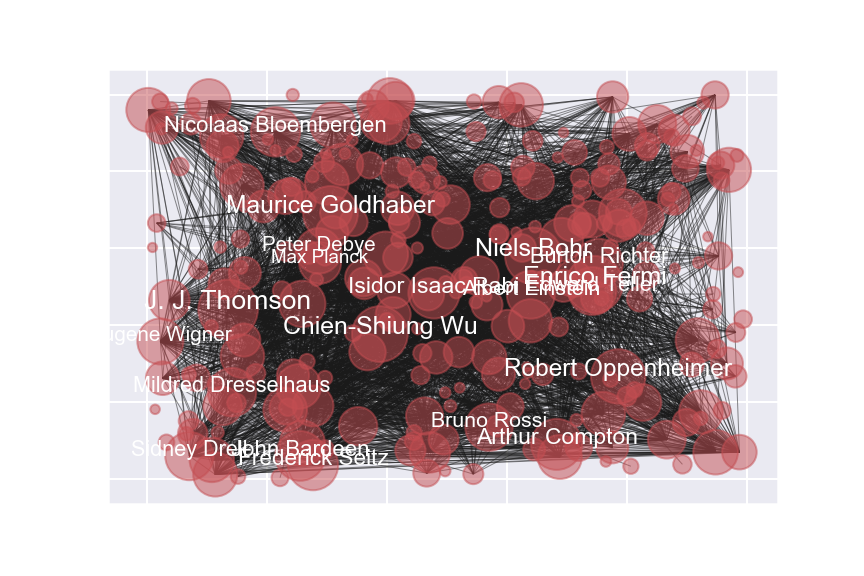 Nicolaas Bloembergen
Maurice Goldhaber
Peter Debye
Niels Bohr
Max Planck
Burton Richter
Enrico Fermi
Isidor Isaac Rabi
Edward Teller
Albert Einstein
J. J. Thomson
Chien-Shiung Wu
ugene Wigner
Robert Oppenheimer
Mildred Dresselhaus
Bruno Rossi
Arthur Compton
Sidney Drell
John Bardeen
Frederick Seitz